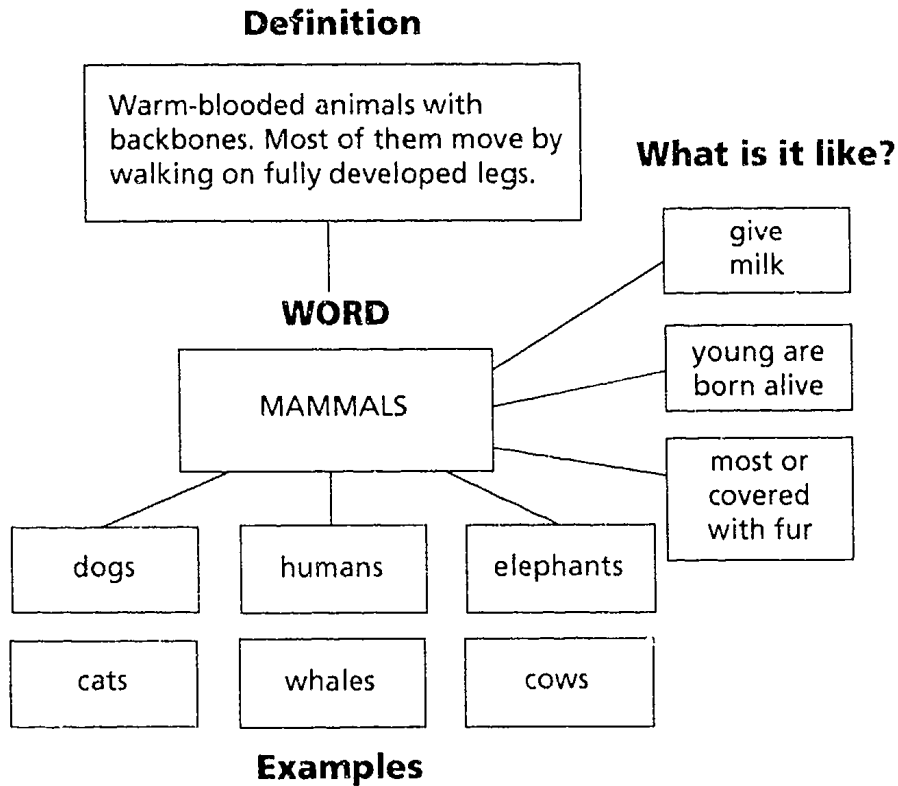 Definition
Warm-blooded animals with
backbones. Most of them move by
walking on fully developed legs.
What is it like?
give
milk
WORD
young are
born alive
MAMMALS
most or
covered
with fur
dogs
humans
elephants
cats
whales
cows
Examples